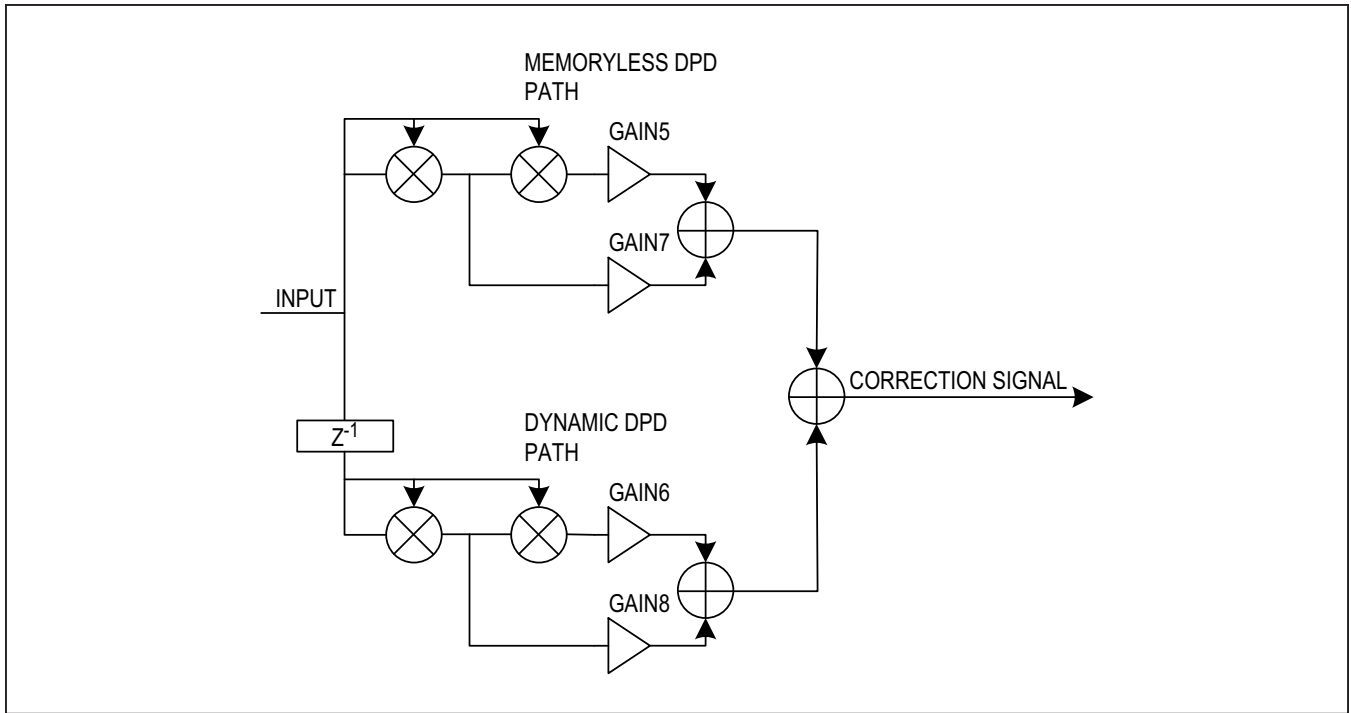 MEMORYLESS DPD
PATH
GAIN5
GAIN7
INPUT
CORRECTION SIGNAL
Z-1
DYNAMIC DPD
PATH
GAIN6
GAIN8